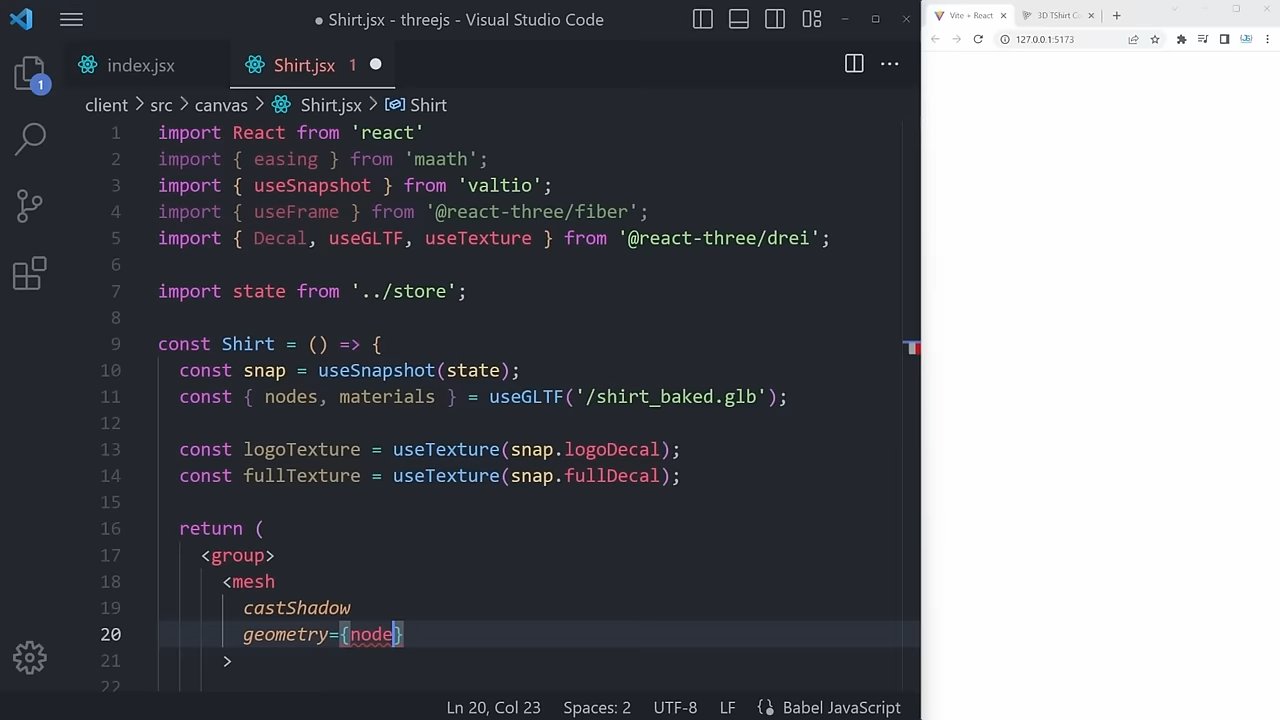 Shirt.jsx - threejs - Visual Studio Code
Vite + React
3D TShirt C
127.0.0.1:5173
1
index.jsx
Shirt.jsx 1
client > src > canvas > Shirt.jsx > Shirt
1 import React from 'react'
2 import { easing } from 'maath';
3 import { useSnapshot } from 'valtio';
4 import { useFrame } from '@react-three/fiber';
5 import { Decal, useGLTF, useTexture } from '@react-three/drei';
6
7 import state from '../store';
8
9 const Shirt = () => {
10 const snap = useSnapshot(state);
11 const { nodes, materials } = useGLTF('/shirt_baked.glb');
12
13 const logoTexture = useTexture(snap.logoDecal);
14 const fullTexture = useTexture(snap.fullDecal);
15
16 return (
17 <group>
18 <mesh
19 castShadow
20 geometry={node}
21 >
22
Ln 20, Col 23 Spaces: 2 UTF-8 LF Babel JavaScript